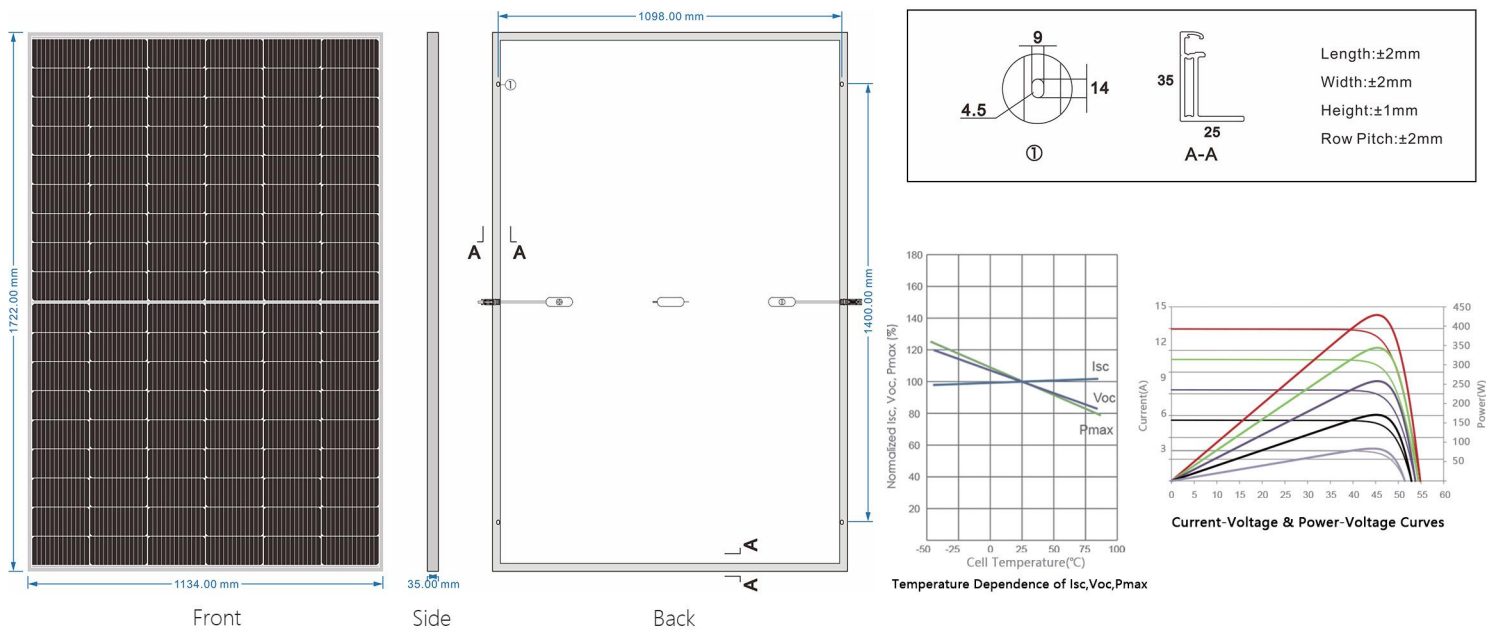 1722.00 mm
1134.00 mm
Front
35.00 mm
Side
1098.00 mm
①
A A
1400.00 mm
①
A
A
Back
9
14
4.5
①
35
25
A-A
Length:±2mm
Width:±2mm
Height:±1mm
Row Pitch:±2mm
Normalized Isc, Voc, Pmax (%)
180
160
140
120
100
80
60
40
20
Isc
Voc
Pmax
-50 -25 0 25 50 75 100
Cell Temperature(℃)
Temperature Dependence of Isc,Voc,Pmax
Current(A)
15
12
9
6
3
450
400
350
300
250
200
150
100
50
Power(W)
0 5 10 15 20 25 30 35 40 45 50 55 60
Current-Voltage & Power-Voltage Curves